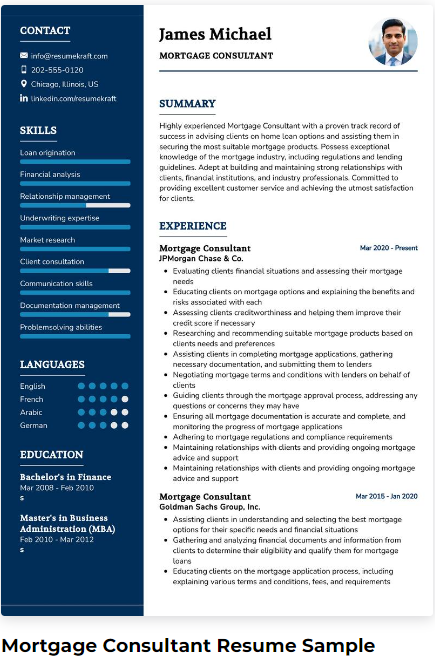 CONTACT
info@resumekraft.com
202-555-0120
Chicago, Illinois, US
linkedin.com/resumekraft
SKILLS
Loan origination
Financial analysis
Relationship management
Underwriting expertise
Market research
Client consultation
Communication skills
Documentation management
Problemsolving abilities
LANGUAGES
English
French
Arabic
German
EDUCATION
Bachelor's in Finance
Mar 2008 - Feb 2010
s
Master's in Business
Administration (MBA)
Feb 2010 - Mar 2012
s
James Michael
MORTGAGE CONSULTANT
SUMMARY
Highly experienced Mortgage Consultant with a proven track record of
success in advising clients on home loan options and assisting them in
securing the most suitable mortgage products. Possess exceptional
knowledge of the mortgage industry, including regulations and lending
guidelines. Adept at building and maintaining strong relationships with
clients, financial institutions, and industry professionals. Committed to
providing excellent customer service and achieving the utmost satisfaction
for clients.
EXPERIENCE
Mortgage Consultant Mar 2020 - Present
JPMorgan Chase & Co.
• Evaluating clients financial situations and assessing their mortgage
needs
• Educating clients on mortgage options and explaining the benefits and
risks associated with each
• Assessing clients creditworthiness and helping them improve their
credit score if necessary
• Researching and recommending suitable mortgage products based on
clients needs and preferences
• Assisting clients in completing mortgage applications, gathering
necessary documentation, and submitting them to lenders
• Negotiating mortgage terms and conditions with lenders on behalf of
clients
• Guiding clients through the mortgage approval process, addressing any
questions or concerns they may have
• Ensuring all mortgage documentation is accurate and complete, and
monitoring the progress of mortgage applications
• Adhering to mortgage regulations and compliance requirements
• Maintaining relationships with clients and providing ongoing mortgage
advice and support
• Maintaining relationships with clients and providing ongoing mortgage
advice and support
Mortgage Consultant Mar 2015 - Jan 2020
Goldman Sachs Group, Inc.
• Assisting clients in understanding and selecting the best mortgage
options for their specific needs and financial situations
• Gathering and analyzing financial documents and information from
clients to determine their eligibility and qualify them for mortgage
loans
• Educating clients on the mortgage application process, including
explaining various terms and conditions, fees, and requirements
Mortgage Consultant Resume Sample